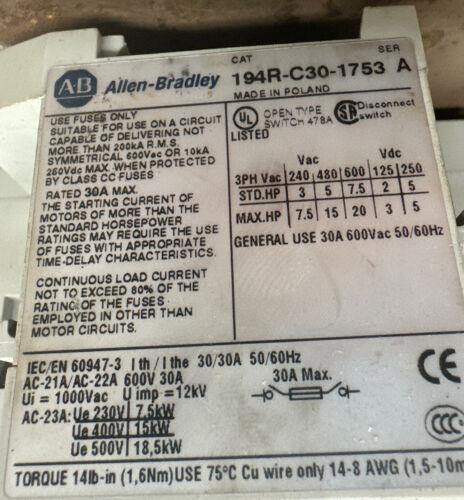 CAT SER
AB Allen-Bradley 194R-C30-1753 A
MADE IN POLAND
USE FUSES ONLY
SUITABLE FOR USE ON A CIRCUIT
CAPABLE OF DELIVERING NOT
MORE THAN 200kA R.M.S.
SYMMETRICAL 600Vac OR 10kA
250Vdc MAX. WHEN PROTECTED
BY CLASS CC FUSES
RATED 30A MAX.
THE STARTING CURRENT OF
MOTORS OF MORE THAN THE
STANDARD HORSEPOWER
RATINGS MAY REQUIRE THE USE
OF FUSES WITH APPROPRIATE
TIME-DELAY CHARACTERISTICS.
CONTINUOUS LOAD CURRENT
NOT TO EXCEED 80% OF THE
RATING OF THE FUSES
EMPLOYED IN OTHER THAN
MOTOR CIRCUITS.
UL LISTED
OPEN TYPE
SWITCH 478A
SA Disconnect
switch
Vac Vdc
3PH Vac 240 480 600 125 250
STD.HP 3 5 7.5 2 5
MAX.HP 7.5 15 20 3 5
GENERAL USE 30A 600Vac 50/60Hz
IEC/EN 60947-3 I th / I the 30/30A 50/60Hz
AC-21A/AC-22A 600V 30A
Ui = 1000Vac U imp =12kV
AC-23A: Ue 230V 7,5kW
Ue 400V 15kW
Ue 500V 18,5kW
30A Max.
CE
CCC
TORQUE 14lb-in (1,6Nm) USE 75°C Cu wire only 14-8 AWG (1,5-10m